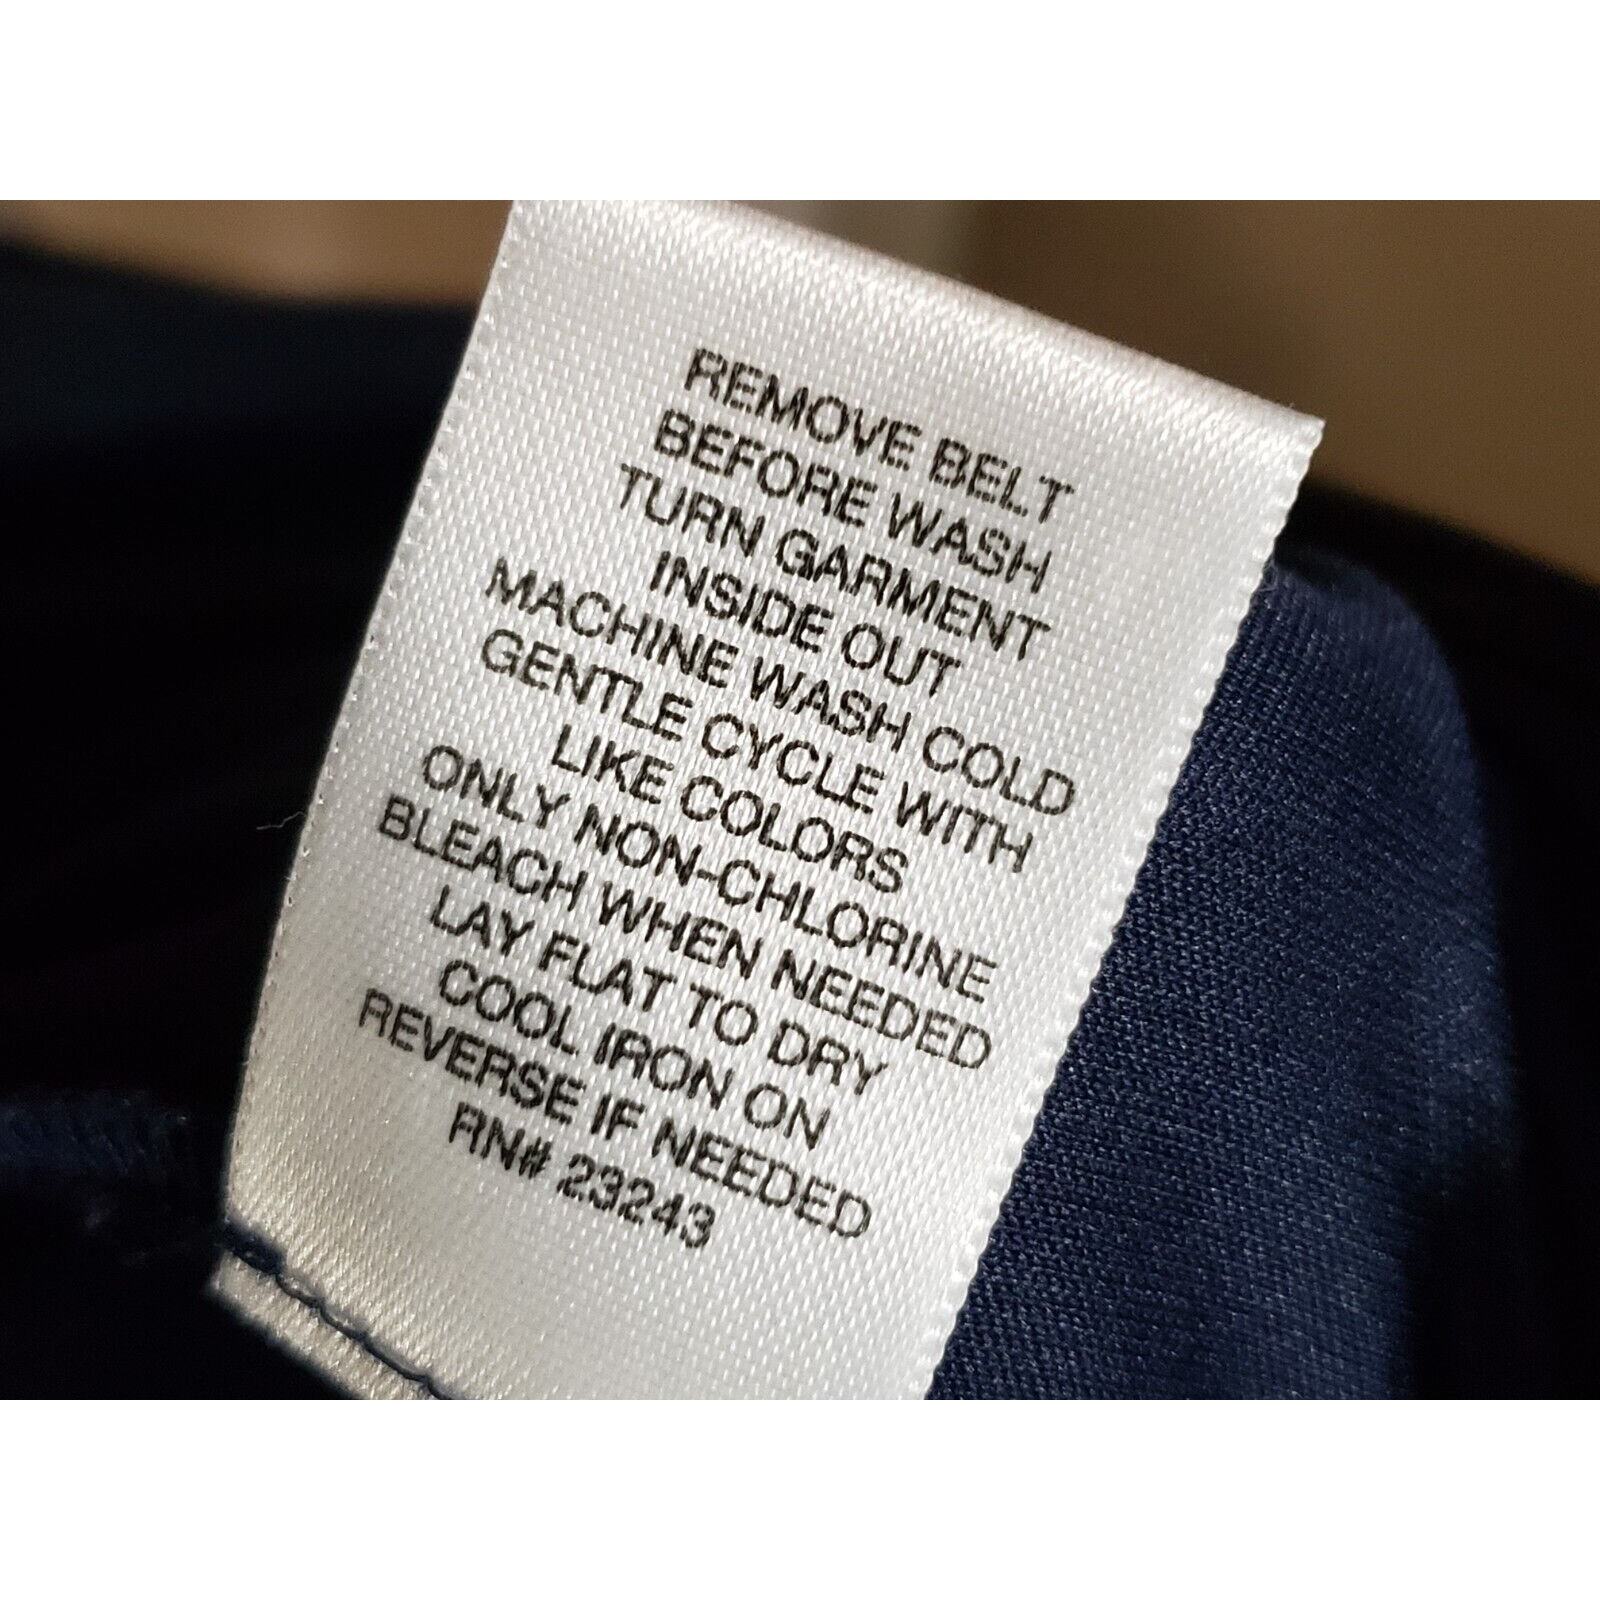 REMOVE BELT
BEFORE WASH
TURN GARMENT
INSIDE OUT
MACHINE WASH COLD
GENTLE CYCLE WITH
LIKE COLORS
ONLY NON-CHLORINE
BLEACH WHEN NEEDED
LAY FLAT TO DRY
COOL IRON ON
REVERSE IF NEEDED
RN# 23243